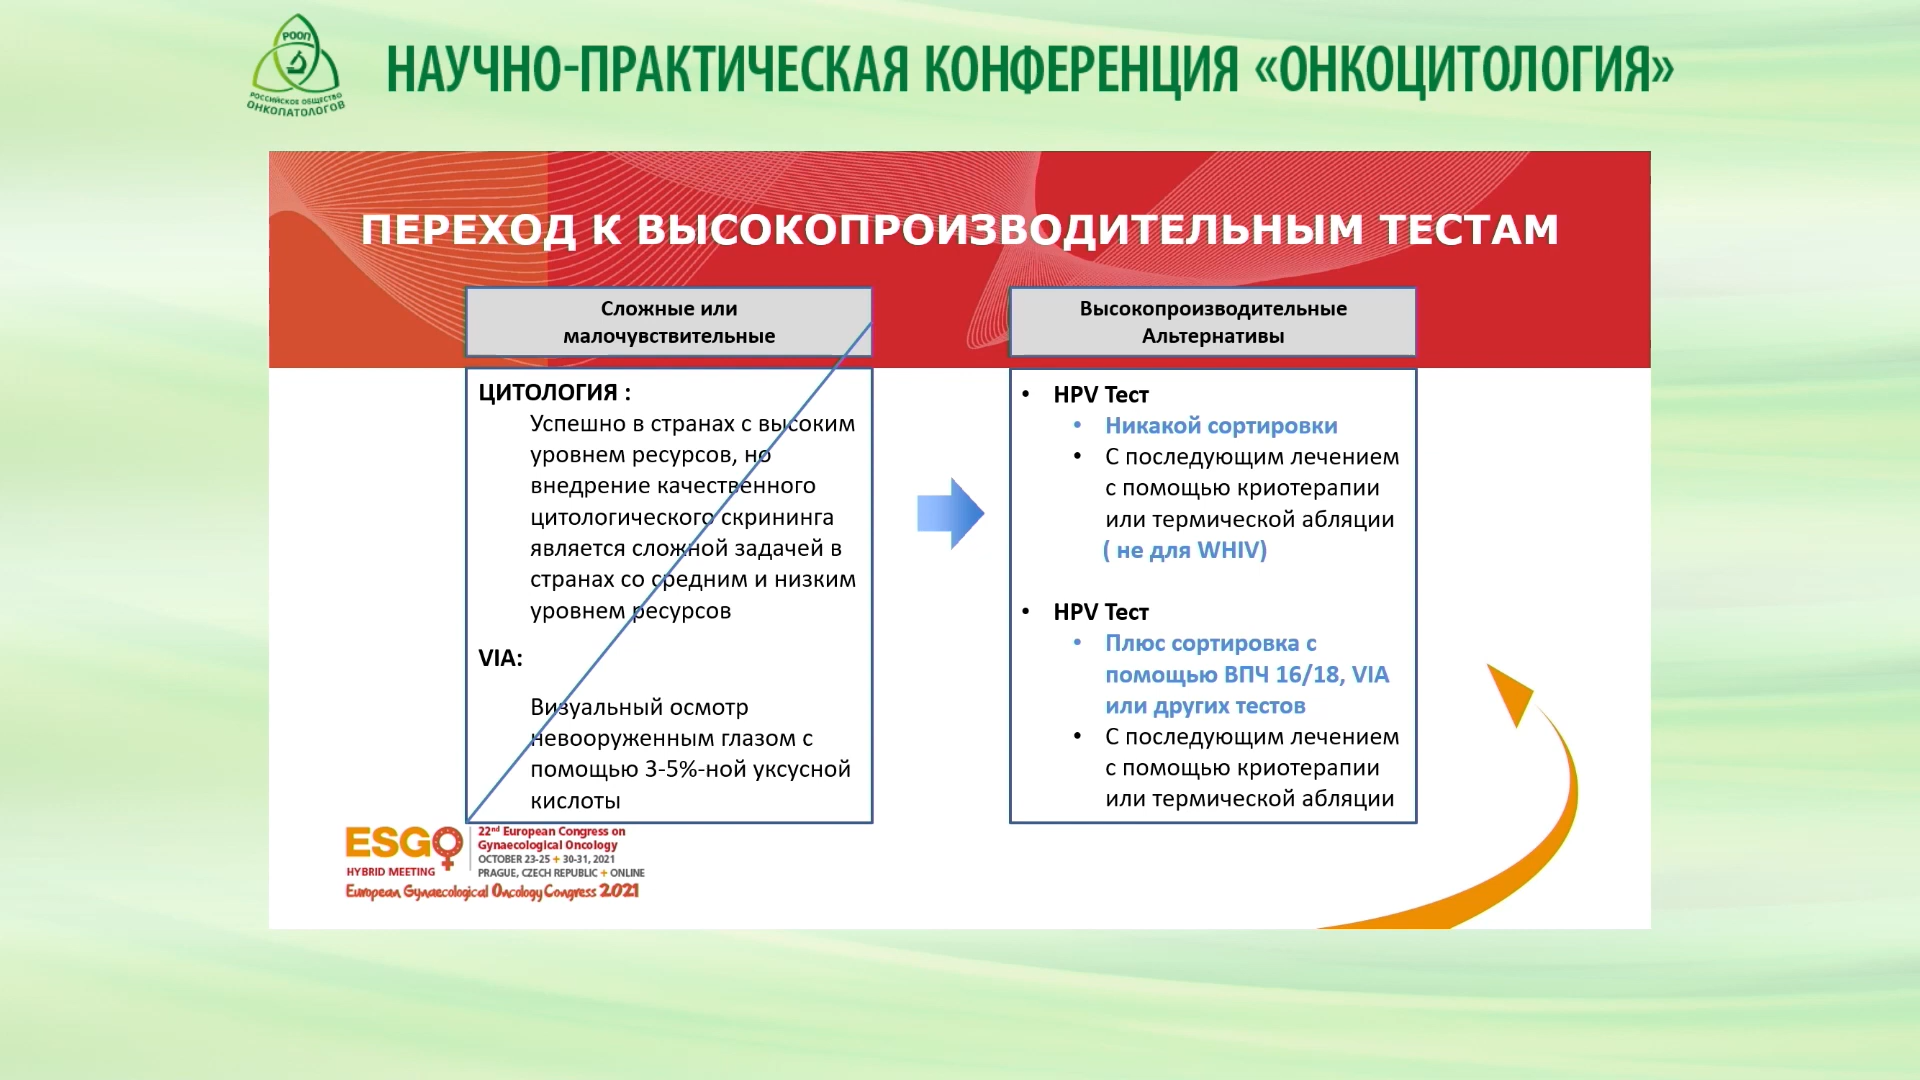 РООП
РОССИЙСКОЕ ОБЩЕСТВО
ОНКОПАТОЛОГОВ
НАУЧНО-ПРАКТИЧЕСКАЯ КОНФЕРЕНЦИЯ «ОНКОЦИТОЛОГИЯ»
ПЕРЕХОД К ВЫСОКОПРОИЗВОДИТЕЛЬНЫМ ТЕСТАМ
Сложные или
малочувствительные
ЦИТОЛОГИЯ :
Успешно в странах с высоким
уровнем ресурсов, но
внедрение качественного
цитологического скрининга
является сложной задачей в
странах со средним и низким
уровнем ресурсов
VIA:
Визуальный осмотр
невооруженным глазом с
помощью 3-5%-ной уксусной
кислоты
Высокопроизводительные
Альтернативы
• HPV Тест
• Никакой сортировки
• С последующим лечением
с помощью криотерапии
или термической абляции
( не для WHIV)
• HPV Тест
• Плюс сортировка с
помощью ВПЧ 16/18, VIA
или других тестов
• С последующим лечением
с помощью криотерапии
или термической абляции
ESGO
HYBRID MEETING
22nd European Congress on
Gynaecological Oncology
OCTOBER 23-25 + 30-31, 2021
PRAGUE, CZECH REPUBLIC + ONLINE
European Gynaecological Oncology Congress 2021